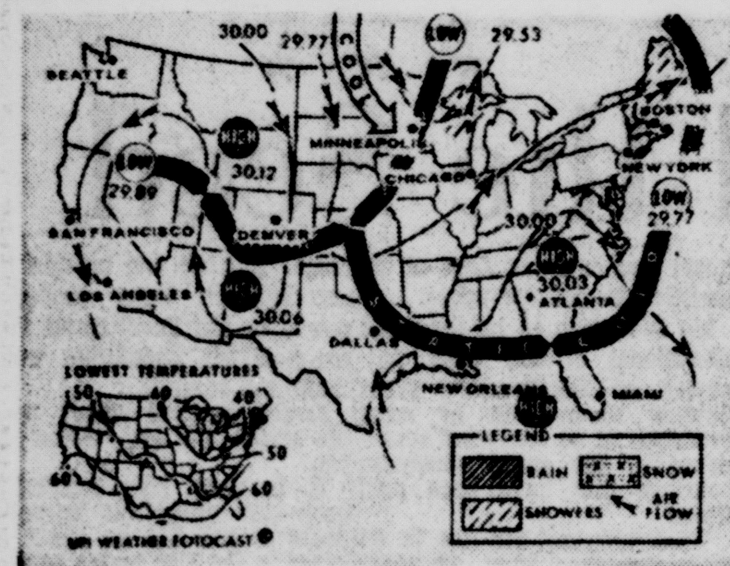 LOW
30.00
29.77
29.53
COOL
SEATTLE
BOSTON
HIGH
MINNEAPOLIS
LOW
30.12
CHICAGO
NEW YORK
29.89
LOW
30.00
29.77
SAN FRANCISCO
DENVER
HIGH
30.03
HIGH
LOS ANGELES
ATLANTA
30.06
DALLAS
LOWEST TEMPERATURES
NEW ORLEANS
MIAMI
50
60
40
HIGH
LEGEND
50
RAIN
SNOW
60
60
SHOWERS
AIR FLOW
UPI WEATHER FOTOCAST